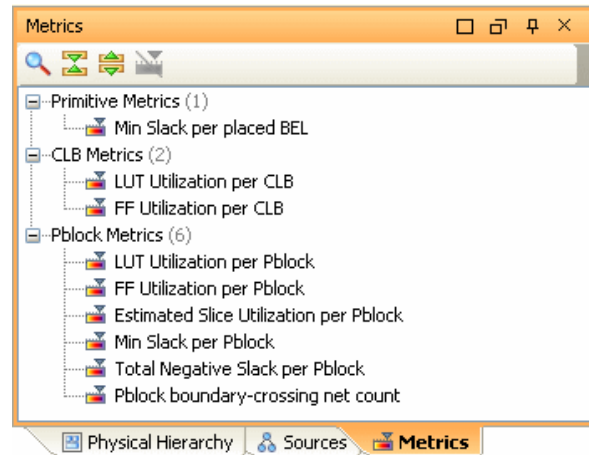 Metrics
Primitive Metrics (1)
Min Slack per placed BEL
CLB Metrics (2)
LUT Utilization per CLB
FF Utilization per CLB
Pblock Metrics (6)
LUT Utilization per Pblock
FF Utilization per Pblock
Estimated Slice Utilization per Pblock
Min Slack per Pblock
Total Negative Slack per Pblock
Pblock boundary-crossing net count
Physical Hierarchy Sources Metrics